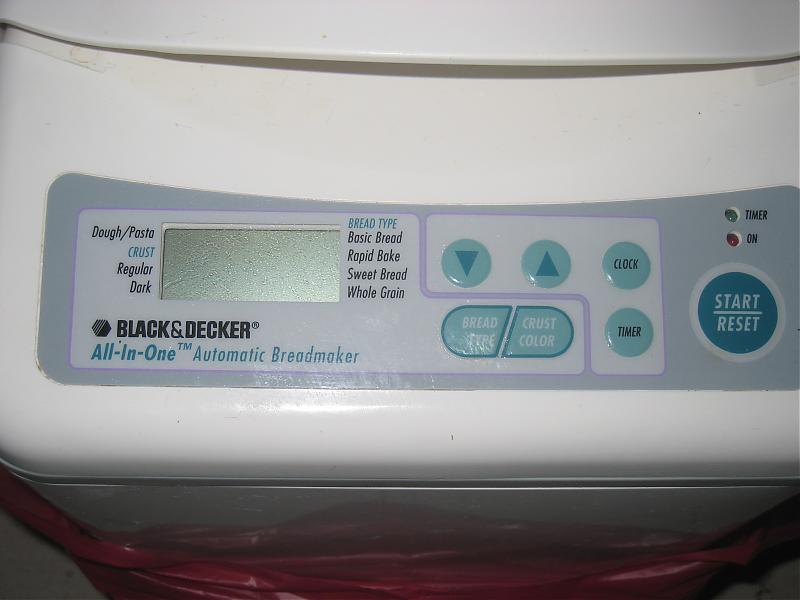 Dough/Pasta
CRUST
Regular
Dark
BREAD TYPE
Basic Bread
Rapid Bake
Sweet Bread
Whole Grain
BLACK&DECKER®
All-In-One™ Automatic Breadmaker
BREAD TYPE
CRUST COLOR
CLOCK
TIMER
TIMER
ON
START
RESET